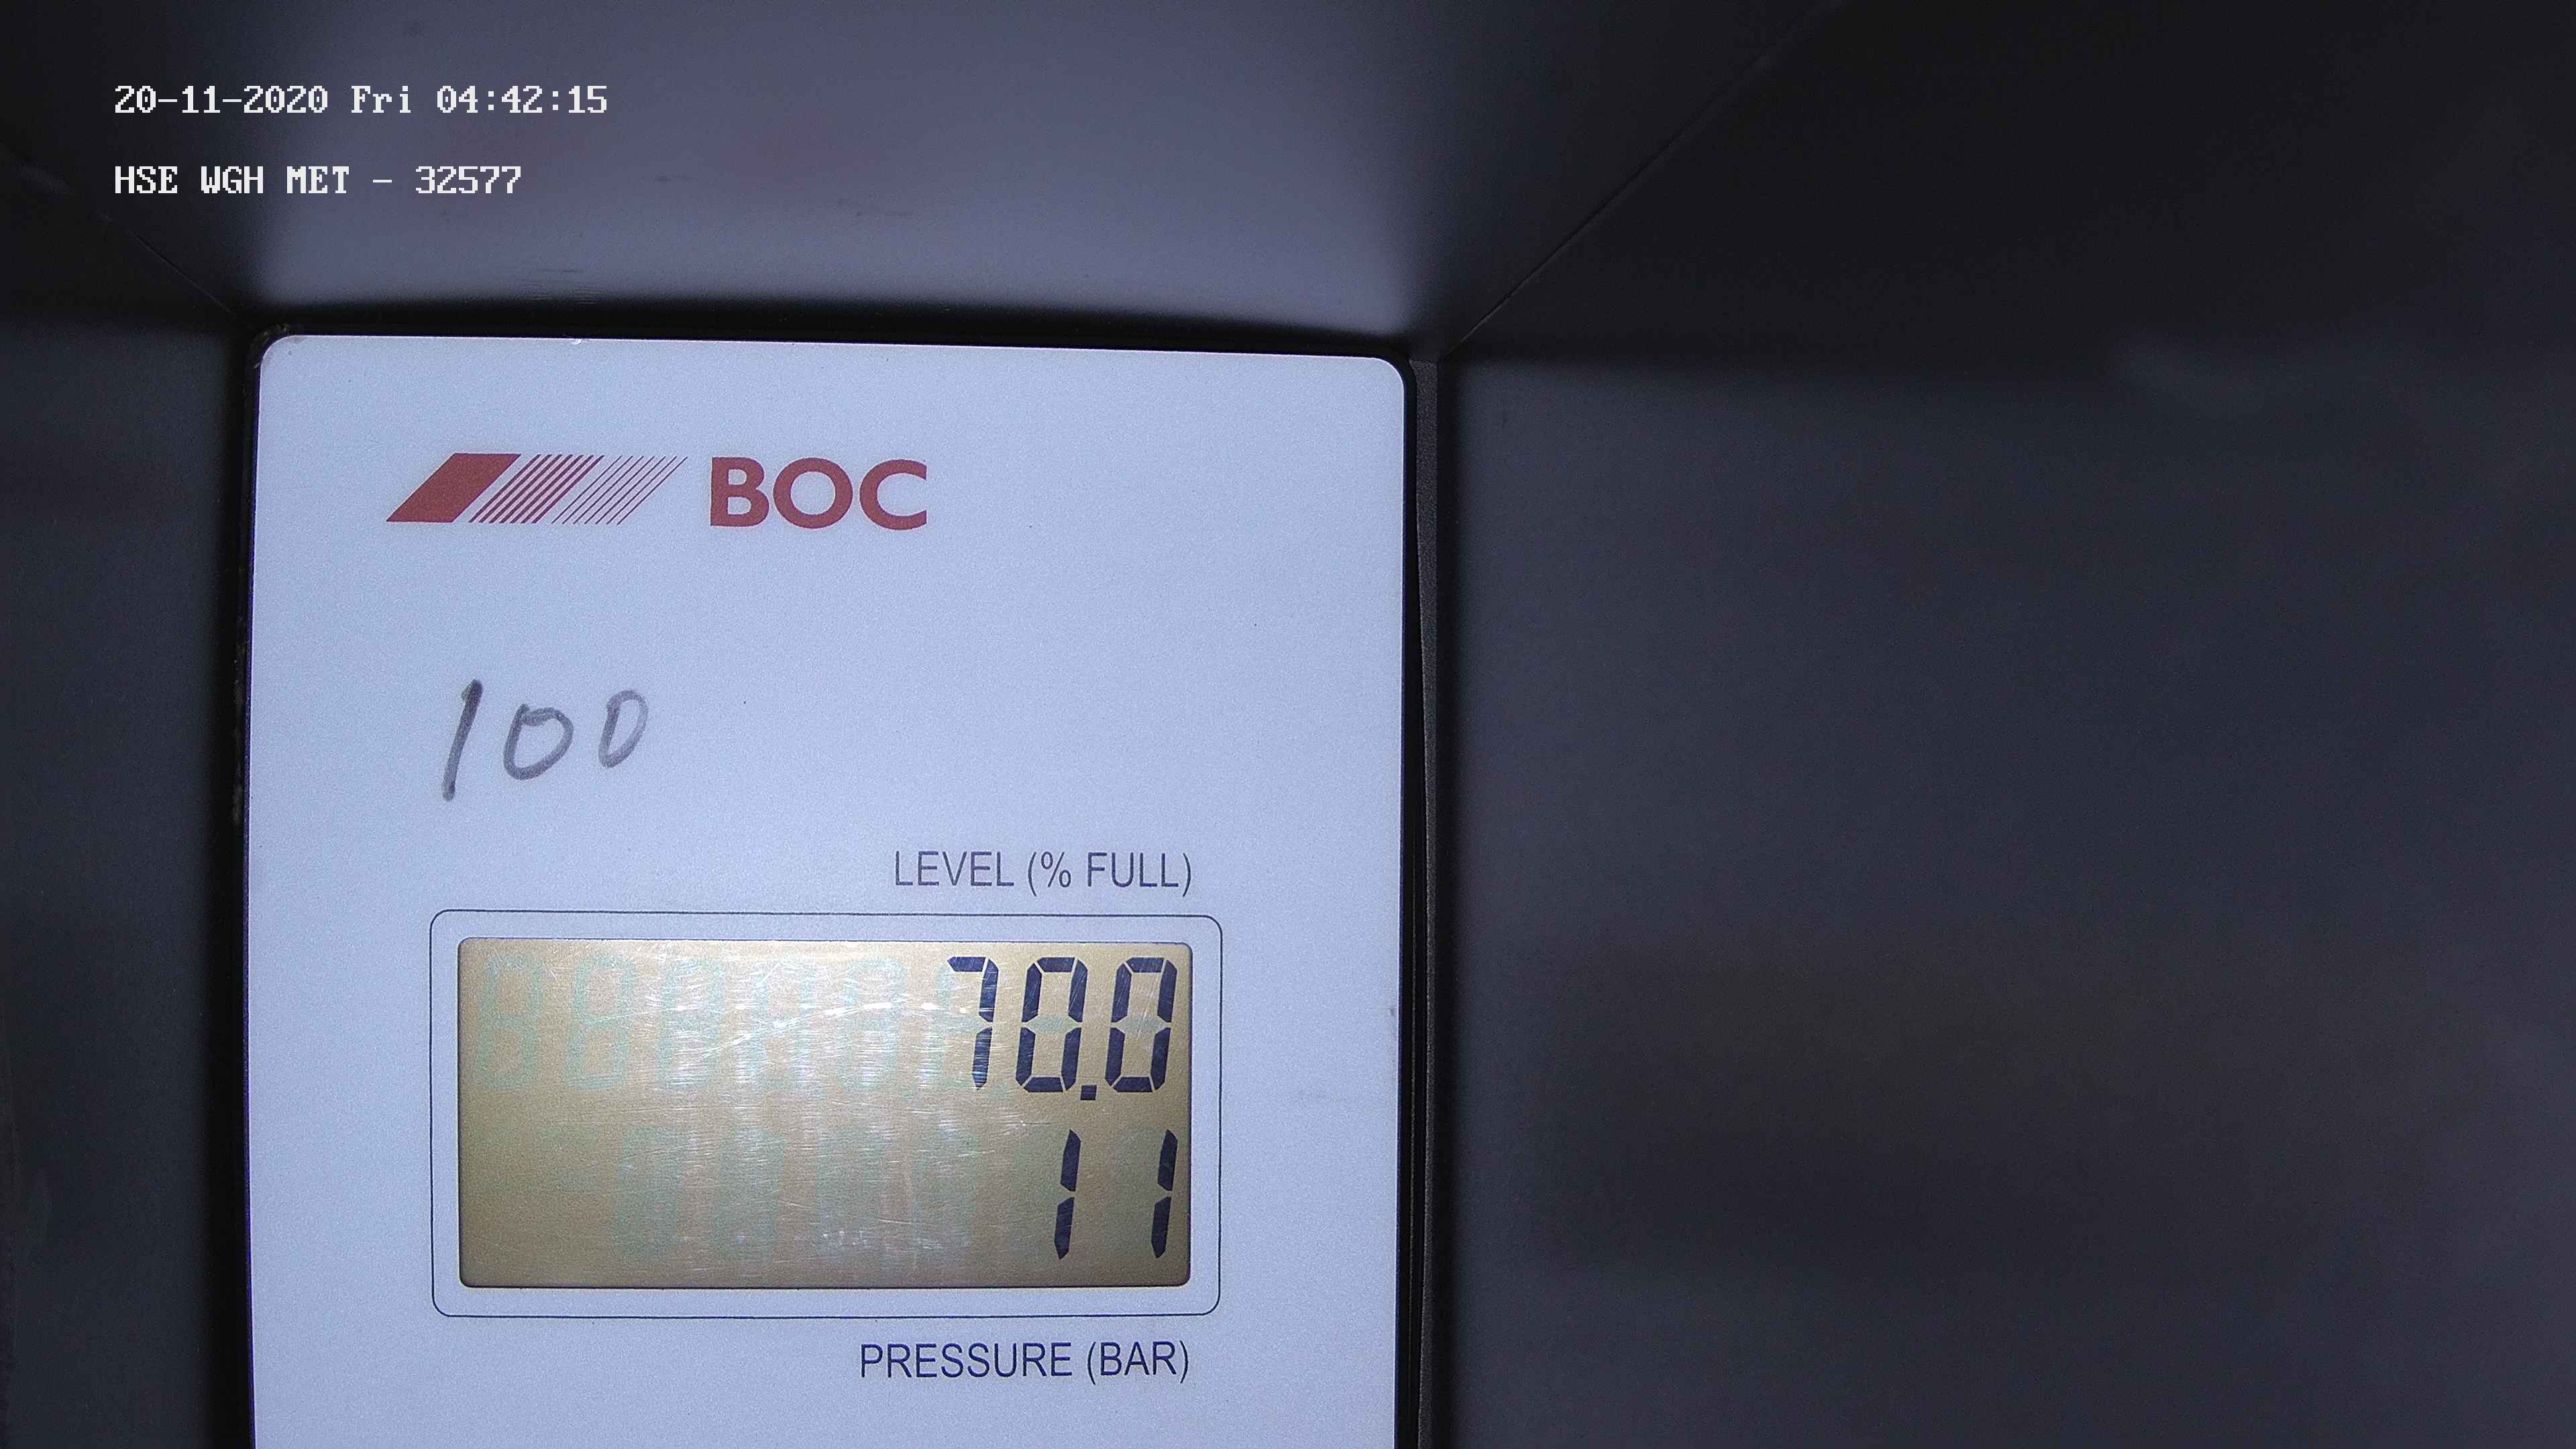 20-11-2020 Fri 04:42:15
HSE WGH MET - 32577
BOC
100
LEVEL (% FULL)
70.0
11
PRESSURE (BAR)